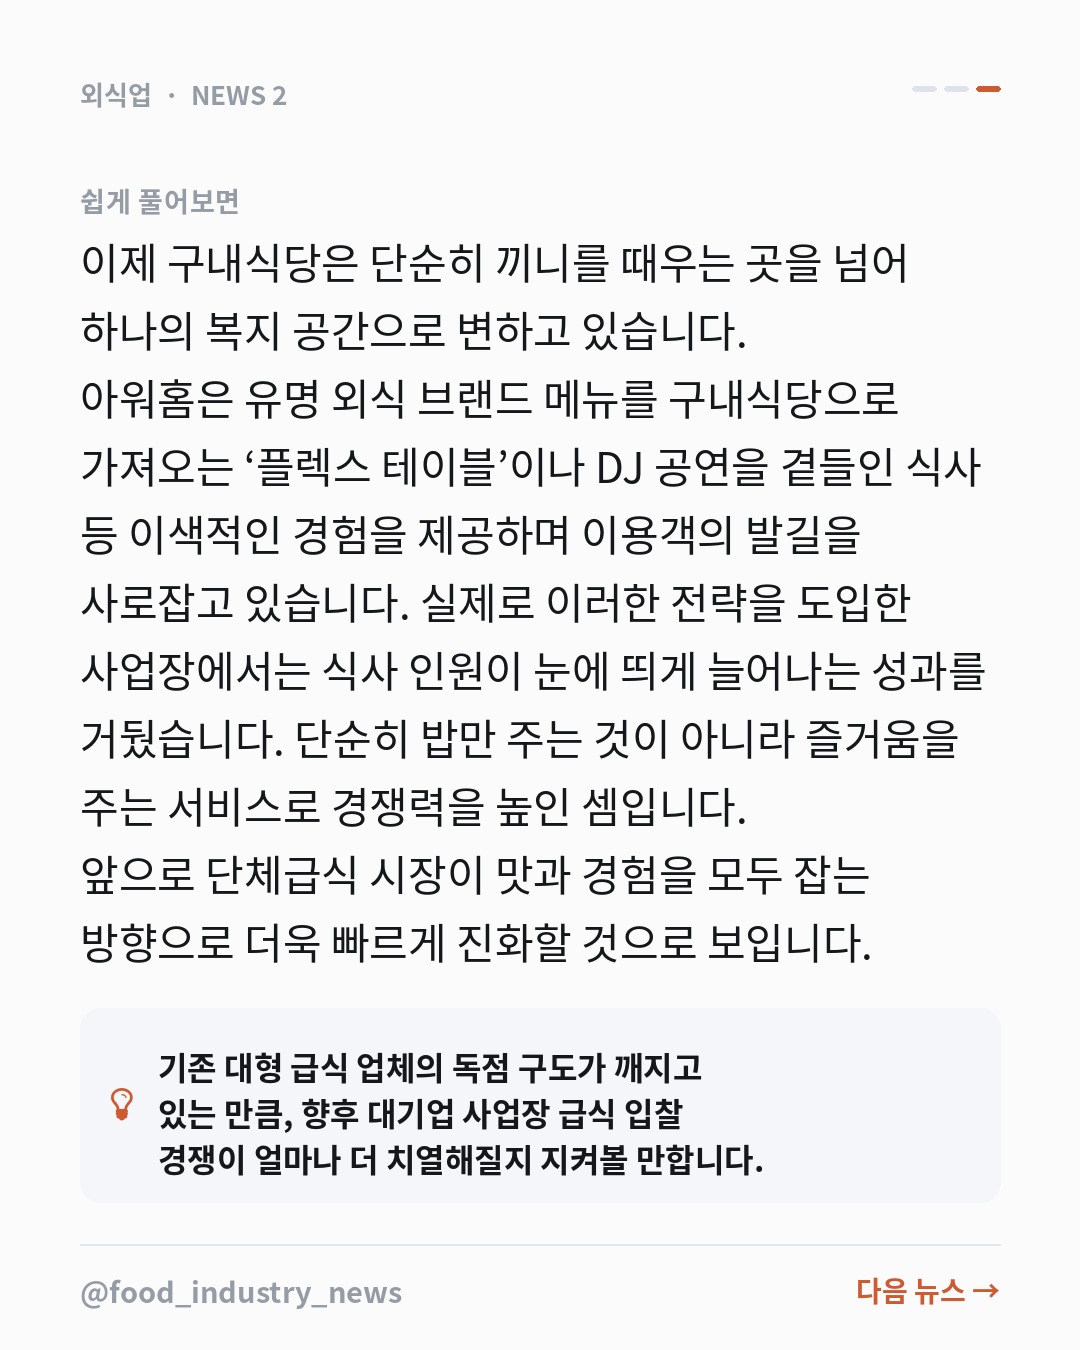 외식업 · NEWS 2
쉽게 풀어보면
이제 구내식당은 단순히 끼니를 때우는 곳을 넘어
하나의 복지 공간으로 변하고 있습니다.
아워홈은 유명 외식 브랜드 메뉴를 구내식당으로
가져오는 ‘플렉스 테이블’이나 DJ 공연을 곁들인 식사
등 이색적인 경험을 제공하며 이용객의 발길을
사로잡고 있습니다. 실제로 이러한 전략을 도입한
사업장에서는 식사 인원이 눈에 띄게 늘어나는 성과를
거뒀습니다. 단순히 밥만 주는 것이 아니라 즐거움을
주는 서비스로 경쟁력을 높인 셈입니다.
앞으로 단체급식 시장이 맛과 경험을 모두 잡는
방향으로 더욱 빠르게 진화할 것으로 보입니다.
기존 대형 급식 업체의 독점 구도가 깨지고
있는 만큼, 향후 대기업 사업장 급식 입찰
경쟁이 얼마나 더 치열해질지 지켜볼 만합니다.
@food_industry_news
다음 뉴스 →